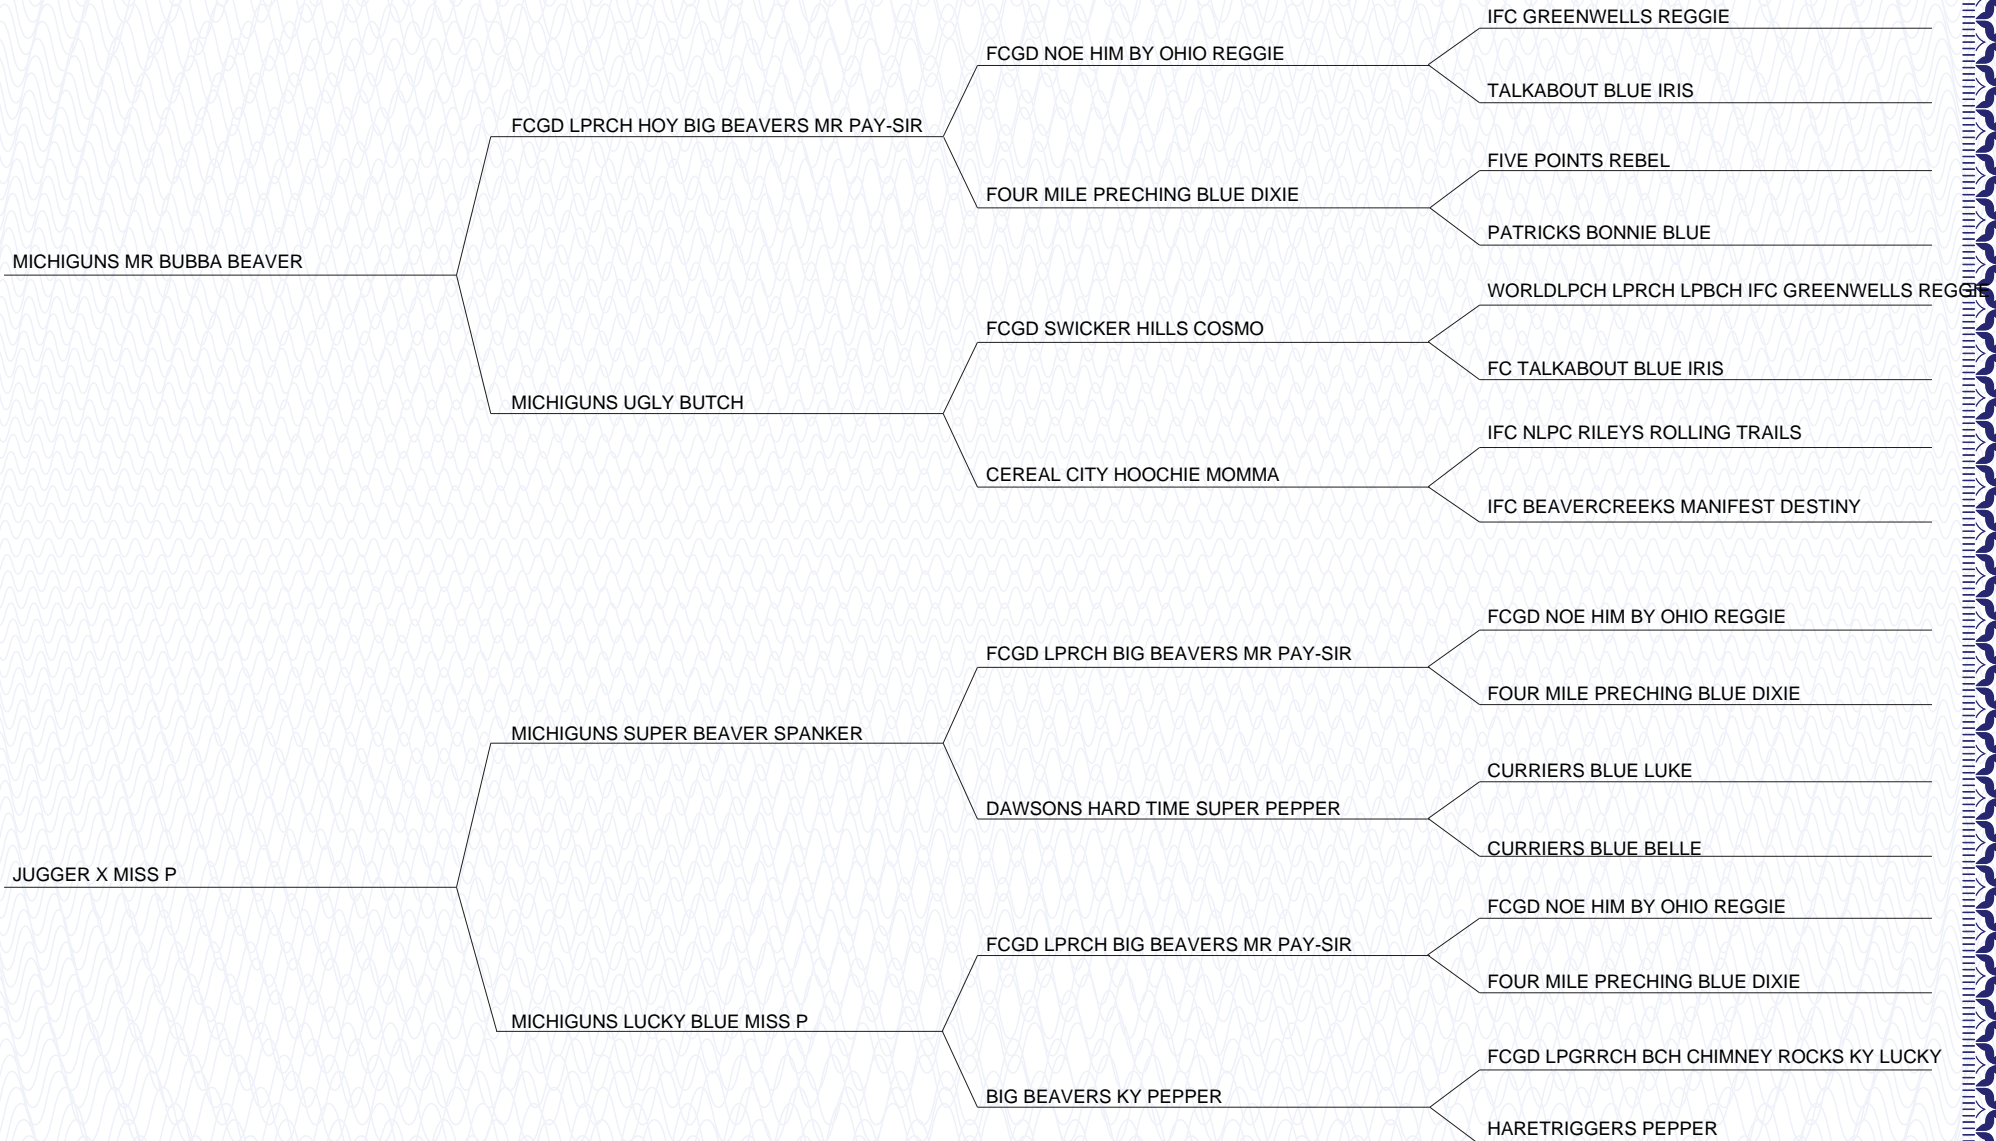 IFC GREENWELLS REGGIE
FCGD NOE HIM BY OHIO REGGIE
TALKABOUT BLUE IRIS
FCGD LPRCH HOY BIG BEAVERS MR PAY-SIR
FIVE POINTS REBEL
FOUR MILE PRECHING BLUE DIXIE
PATRICKS BONNIE BLUE
MICHIGUNS MR BUBBA BEAVER
WORLDLPCH LPRCH LPBCH IFC GREENWELLS REGGIE
FCGD SWICKER HILLS COSMO
FC TALKABOUT BLUE IRIS
MICHIGUNS UGLY BUTCH
IFC NLPC RILEYS ROLLING TRAILS
CEREAL CITY HOOCHIE MOMMA
IFC BEAVERCREEKS MANIFEST DESTINY
FCGD NOE HIM BY OHIO REGGIE
FCGD LPRCH BIG BEAVERS MR PAY-SIR
FOUR MILE PRECHING BLUE DIXIE
MICHIGUNS SUPER BEAVER SPANKER
CURRIERS BLUE LUKE
DAWSONS HARD TIME SUPER PEPPER
CURRIERS BLUE BELLE
JUGGER X MISS P
FCGD NOE HIM BY OHIO REGGIE
FCGD LPRCH BIG BEAVERS MR PAY-SIR
FOUR MILE PRECHING BLUE DIXIE
MICHIGUNS LUCKY BLUE MISS P
FCGD LPGRRCH BCH CHIMNEY ROCKS KY LUCKY
BIG BEAVERS KY PEPPER
HARETRIGGERS PEPPER